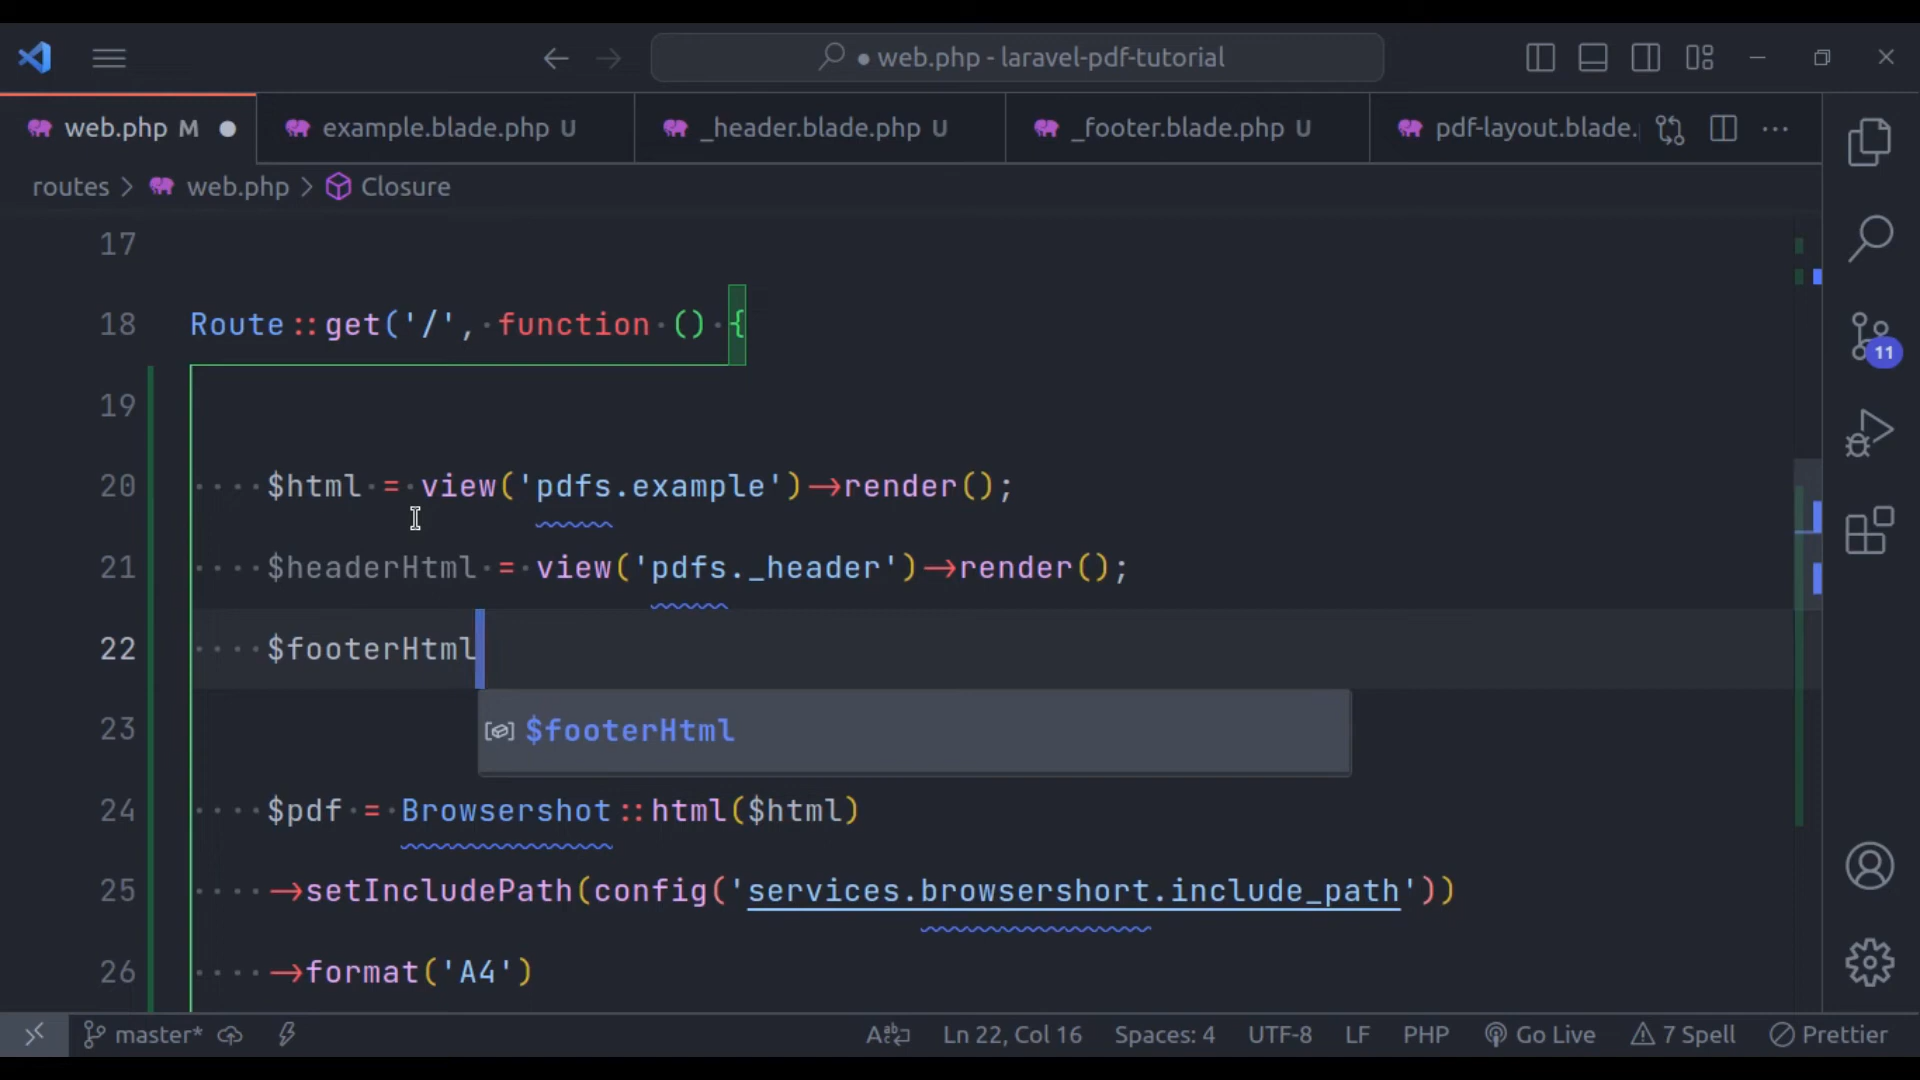 web.php - laravel-pdf-tutorial
web.php M
example.blade.php U
_header.blade.php U
_footer.blade.php U
pdf-layout.blade.
routes > web.php > Closure
17
18 Route::get('/', function () {
19
20 $html = view('pdfs.example')->render();
21 $headerHtml = view('pdfs._header')->render();
22 $footerHtml
23 $footerHtml
24 $pdf = Browsershot::html($html)
25 ->setIncludePath(config('services.browsershort.include_path'))
26 ->format('A4')
11
master* Ln 22, Col 16 Spaces: 4 UTF-8 LF PHP Go Live 7 Spell Prettier